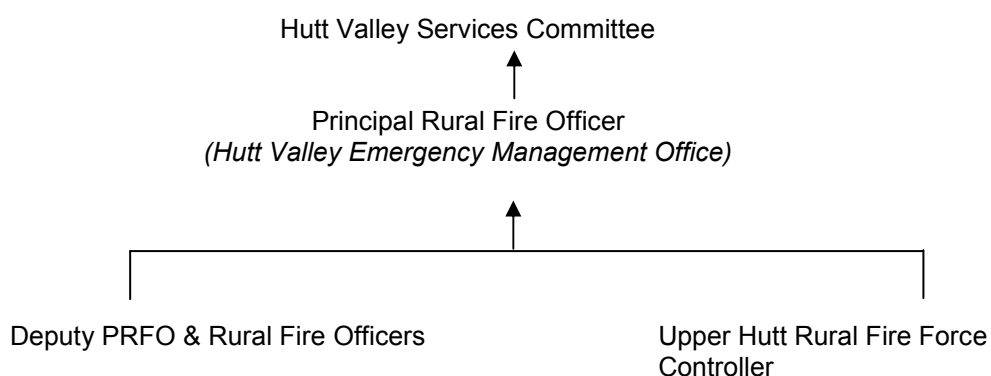 Hutt Valley Services Committee
Principal Rural Fire Officer
(Hutt Valley Emergency Management Office)
Deputy PRFO & Rural Fire Officers
Upper Hutt Rural Fire Force
Controller